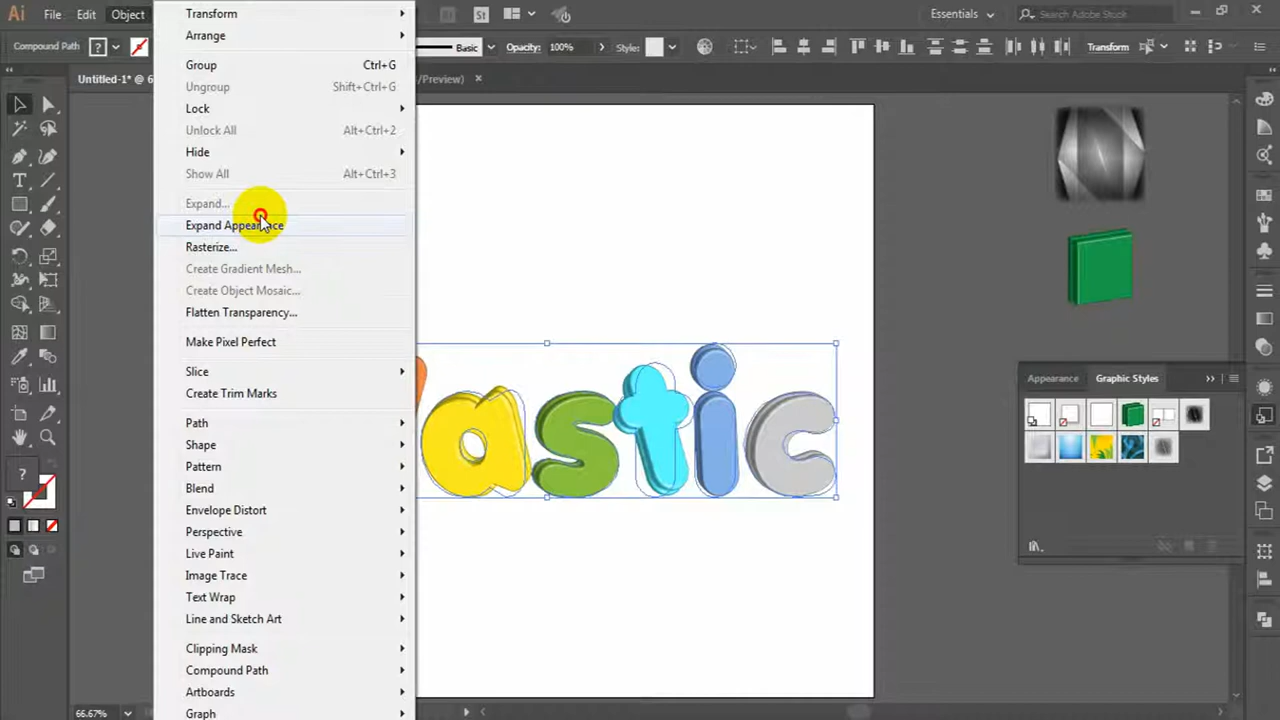 Ai File Edit Object Essentials Search Adobe Stock
Compound Path ? Basic Opacity: 100% Style: Transform
Untitled-1* @ 6 /Preview) ×
Transform
Arrange
Group Ctrl+G
Ungroup Shift+Ctrl+G
Lock
Unlock All Alt+Ctrl+2
Hide
Show All Alt+Ctrl+3
Expand...
Expand Appearance
Rasterize...
Create Gradient Mesh...
Create Object Mosaic...
Flatten Transparency...
Make Pixel Perfect
Slice
Create Trim Marks
Path
Shape
Pattern
Blend
Envelope Distort
Perspective
Live Paint
Image Trace
Text Wrap
Line and Sketch Art
Clipping Mask
Compound Path
Artboards
Graph
astic
Appearance Graphic Styles
?
66.67%